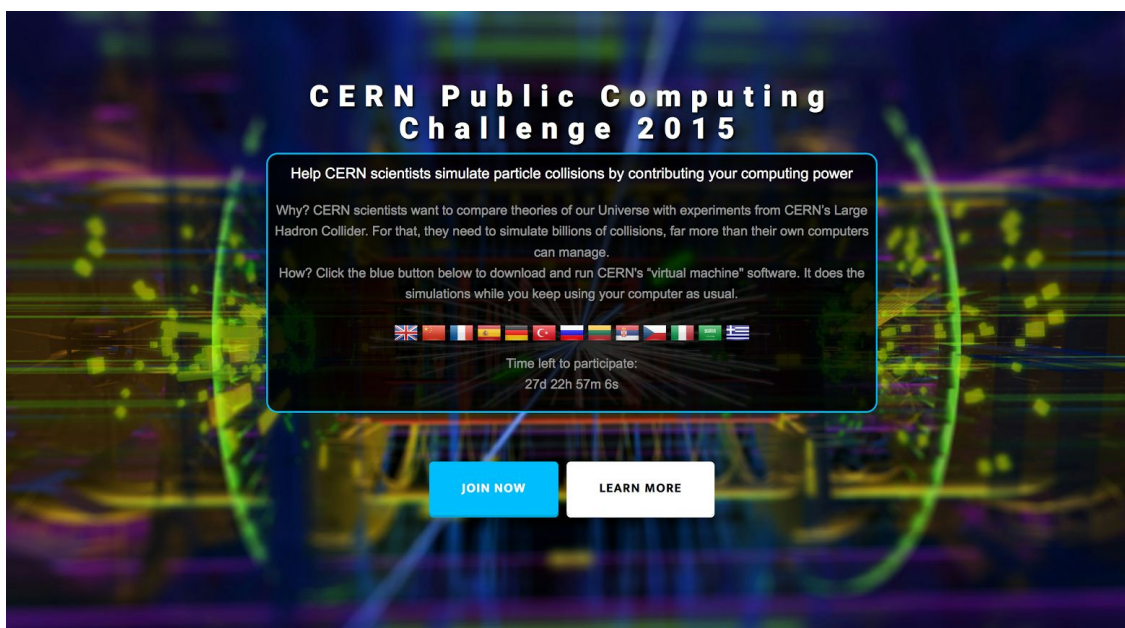 CERN Public Computing
Challenge 2015
Help CERN scientists simulate particle collisions by contributing your computing power
Why? CERN scientists want to compare theories of our Universe with experiments from CERN's Large
Hadron Collider. For that, they need to simulate billions of collisions, far more than their own computers
can manage.
How? Click the blue button below to download and run CERN's "virtual machine" software. It does the
simulations while you keep using your computer as usual.
Time left to participate:
27d 22h 57m 6s
JOIN NOW
LEARN MORE